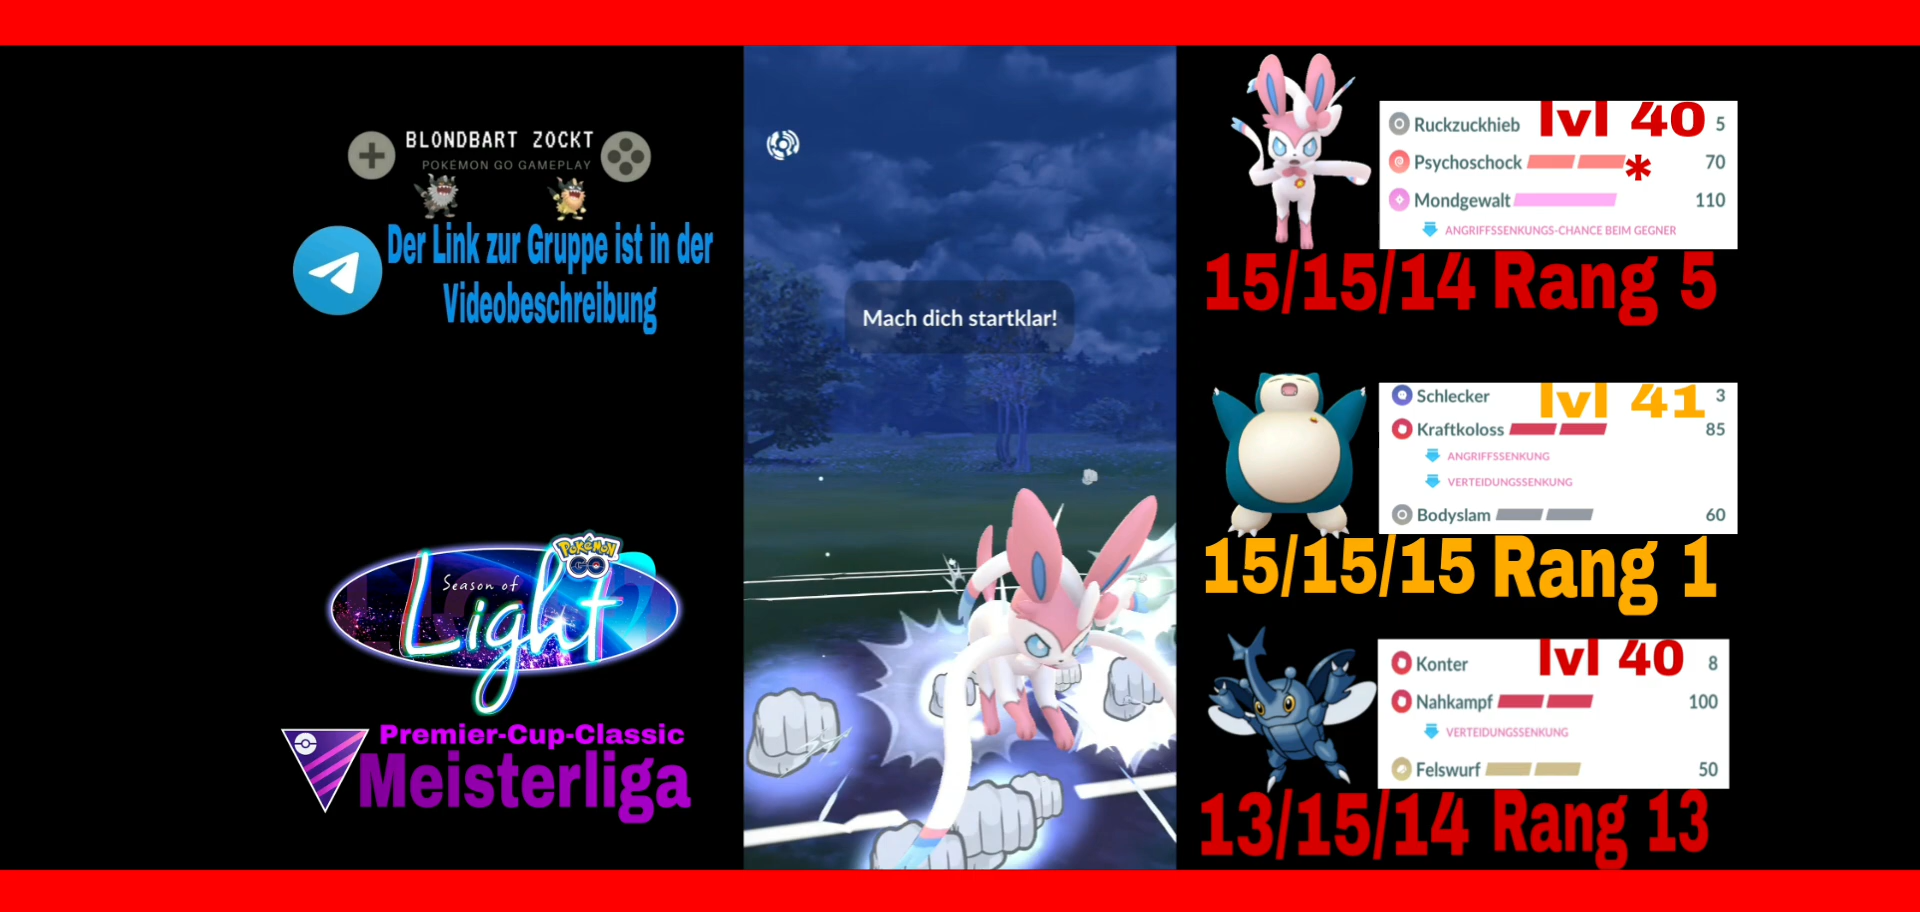 BLONDBART ZOCKT
POKÉMON GO GAMEPLAY
Der Link zur Gruppe ist in der
Videobeschreibung
POKÉMON
GO
Season of
Light
Premier-Cup-Classic
Meisterliga
Mach dich startklar!
Ruckzuckhieb lvl 40 5
Psychoschock * 70
Mondgewalt 110
ANGRIFFSSENKUNGS-CHANCE BEIM GEGNER
15/15/14 Rang 5
Schlecker lvl 41 3
Kraftkoloss 85
ANGRIFFSSENKUNG
VERTEIDUNGSSENKUNG
Bodyslam 60
15/15/15 Rang 1
Konter lvl 40 8
Nahkampf 100
VERTEIDUNGSSENKUNG
Felswurf 50
13/15/14 Rang 13